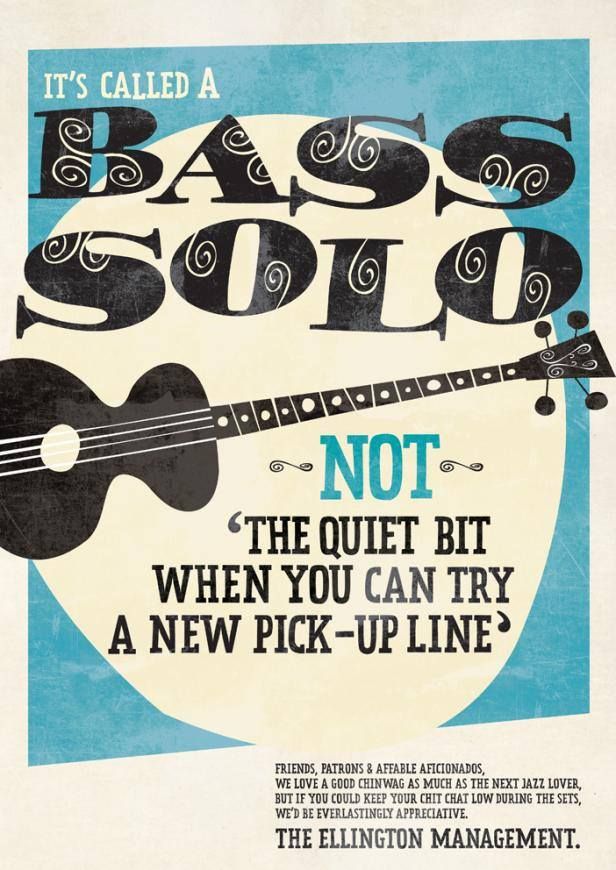 IT'S CALLED A
BASS
SOLO
NOT
'THE QUIET BIT
WHEN YOU CAN TRY
A NEW PICK-UP LINE'
FRIENDS, PATRONS & AFFABLE AFICIONADOS,
WE LOVE A GOOD CHINWAG AS MUCH AS THE NEXT JAZZ LOVER,
BUT IF YOU COULD KEEP YOUR CHIT CHAT LOW DURING THE SETS,
WE'D BE EVERLASTINGLY APPRECIATIVE.
THE ELLINGTON MANAGEMENT.